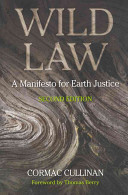 WILD
LAW
A Manifesto for Earth Justice
SECOND EDITION
CORMAC CULLINAN
Foreword by Thomas Berry